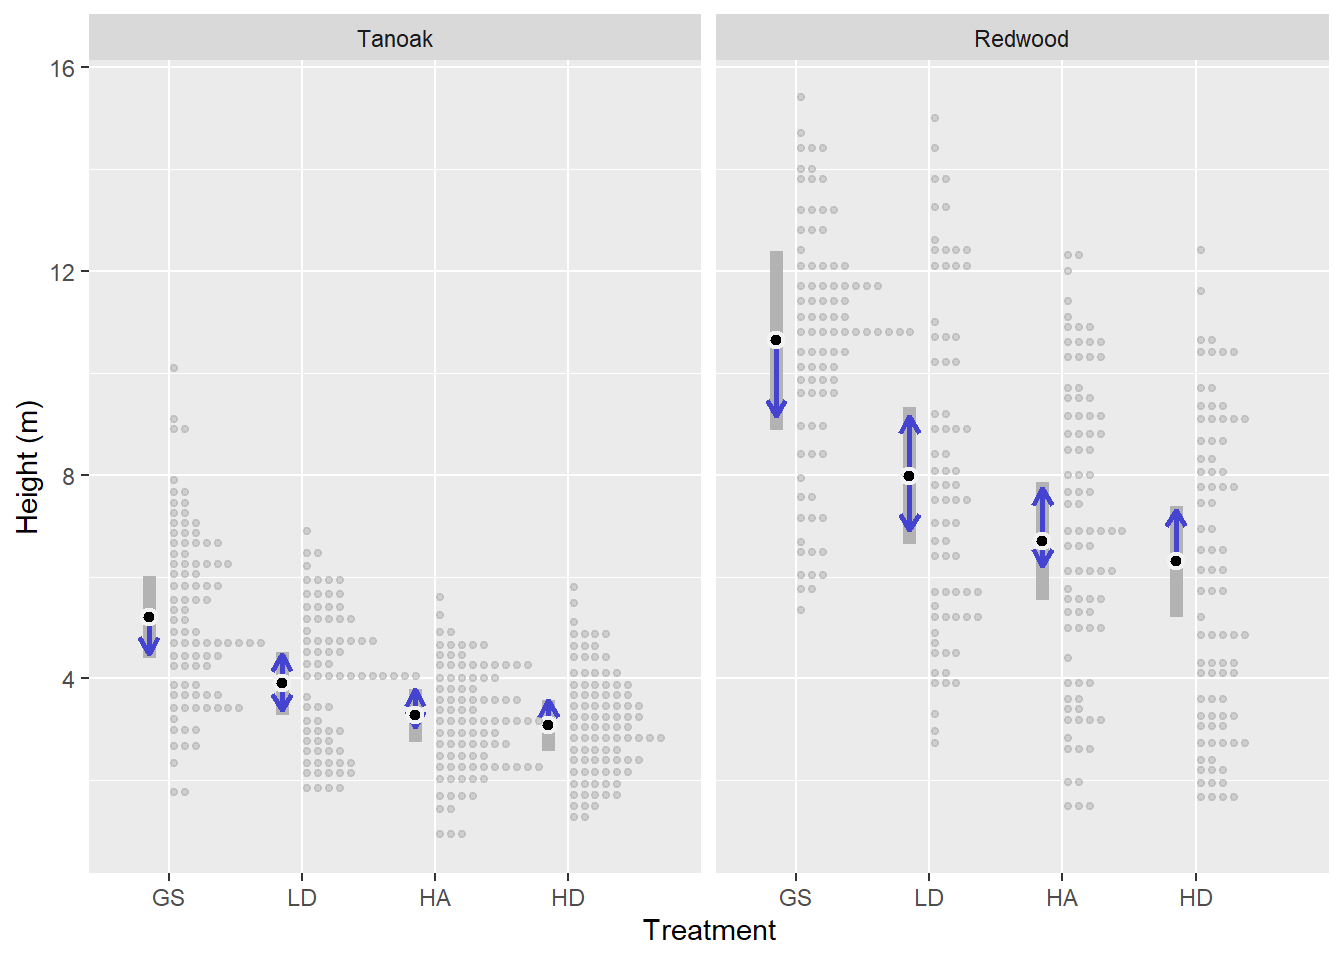 Tanoak
Redwood
16
12
8
4
Height (m)
GS LD HA HD
GS LD HA HD
Treatment